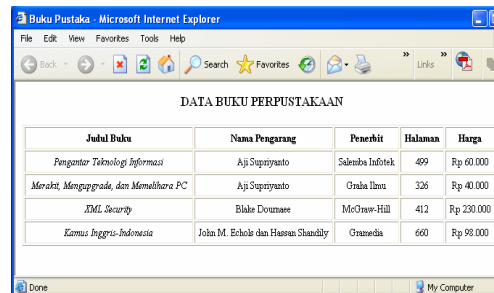 Buku Pustaka - Microsoft Internet Explorer
File Edit View Favorites Tools Help
Back Search Favorites » Links »
DATA BUKU PERPUSTAKAAN
Judul Buku Nama Pengarang Penerbit Halaman Harga
Pengantar Teknologi Informasi Aji Supriyanto Salemba Infotek 499 Rp 60.000
Merakit, Mengupgrade, dan Memelihara PC Aji Supriyanto Graha Ilmu 326 Rp 40.000
XML Security Blake Dournaee McGraw-Hill 412 Rp 230.000
Kamus Inggris-Indonesia John M. Echols dan Hassan Shandily Gramedia 660 Rp 98.000
Done My Computer